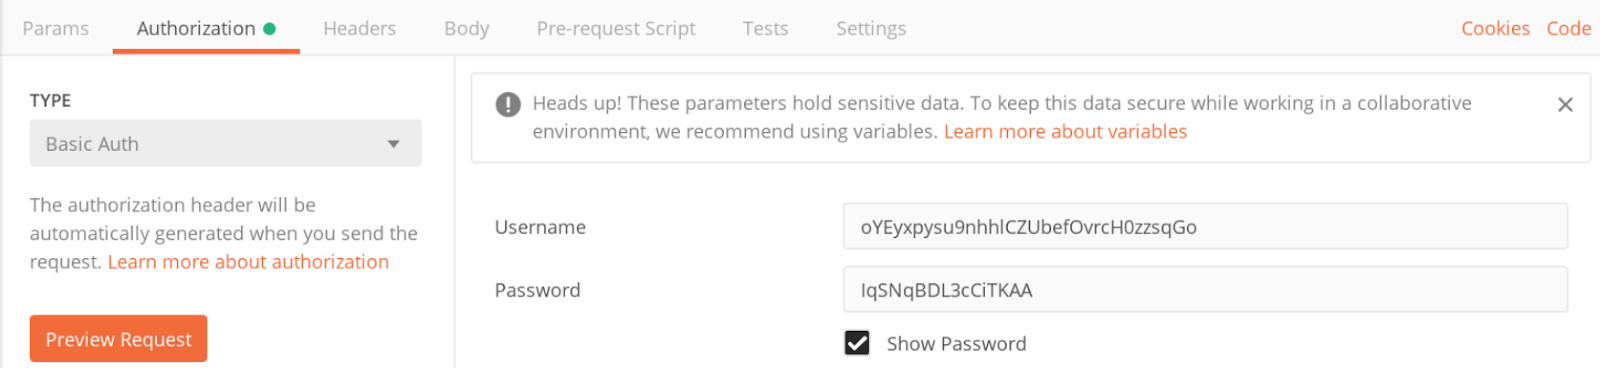 Params Authorization Headers Body Pre-request Script Tests Settings Cookies Code
TYPE
Basic Auth
The authorization header will be
automatically generated when you send the
request. Learn more about authorization
Preview Request
Heads up! These parameters hold sensitive data. To keep this data secure while working in a collaborative
environment, we recommend using variables. Learn more about variables
Username
oYEyxpysu9nhhlCZUbefOvrcH0zzsqGo
Password
IqSNqBDL3cCiTKAA
Show Password